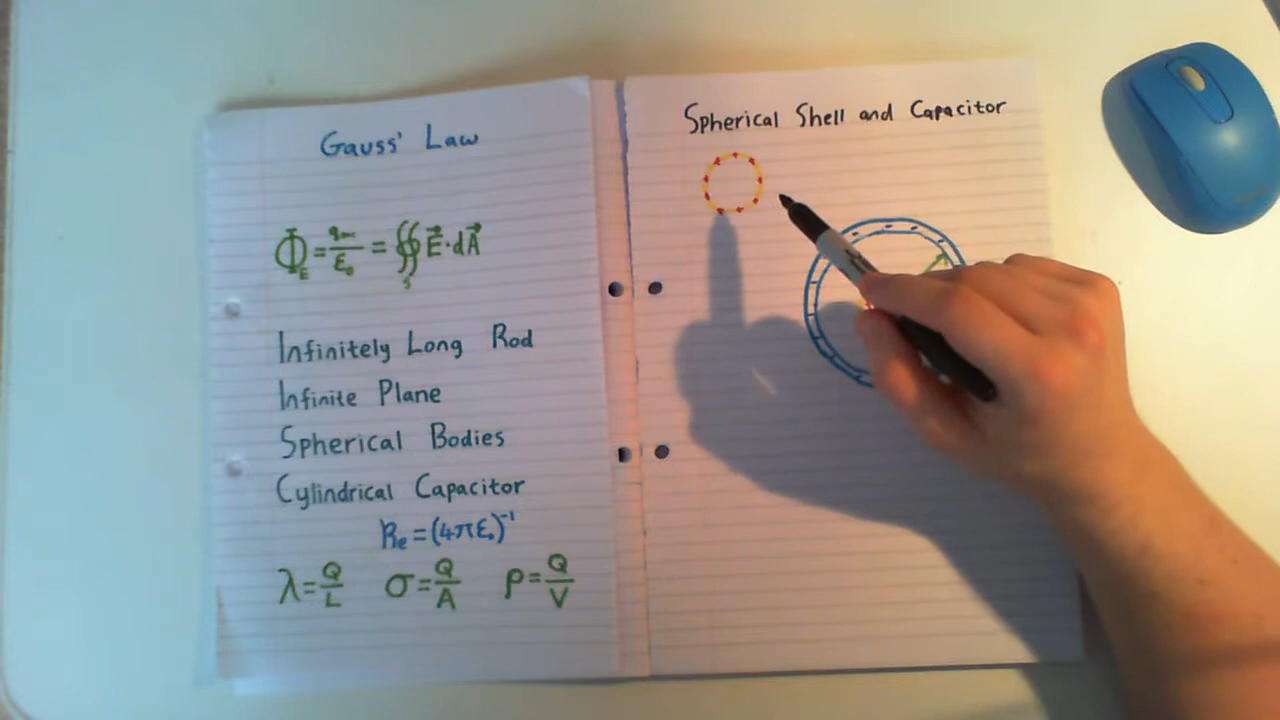 Gauss' Law
Φ_E = q_enc/ε₀ = ∯_S E⃗·dA⃗
Infinitely Long Rod
Infinite Plane
Spherical Bodies
Cylindrical Capacitor
k_e = (4πε₀)⁻¹
λ = Q/L σ = Q/A ρ = Q/V
Spherical Shell and Capacitor